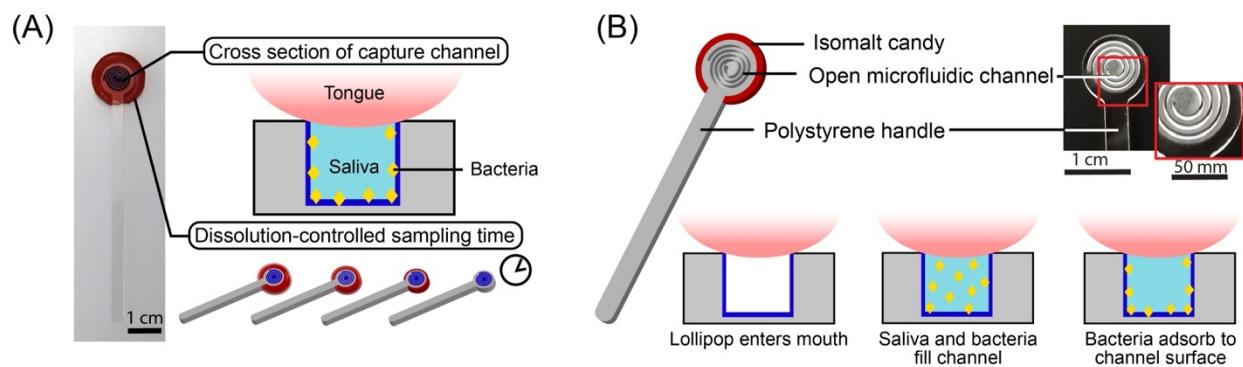 (A)
Cross section of capture channel
Tongue
Saliva
Bacteria
Dissolution-controlled sampling time
1 cm
(B)
Isomalt candy
Open microfluidic channel
Polystyrene handle
1 cm
50 mm
Lollipop enters mouth
Saliva and bacteria
fill channel
Bacteria adsorb to
channel surface